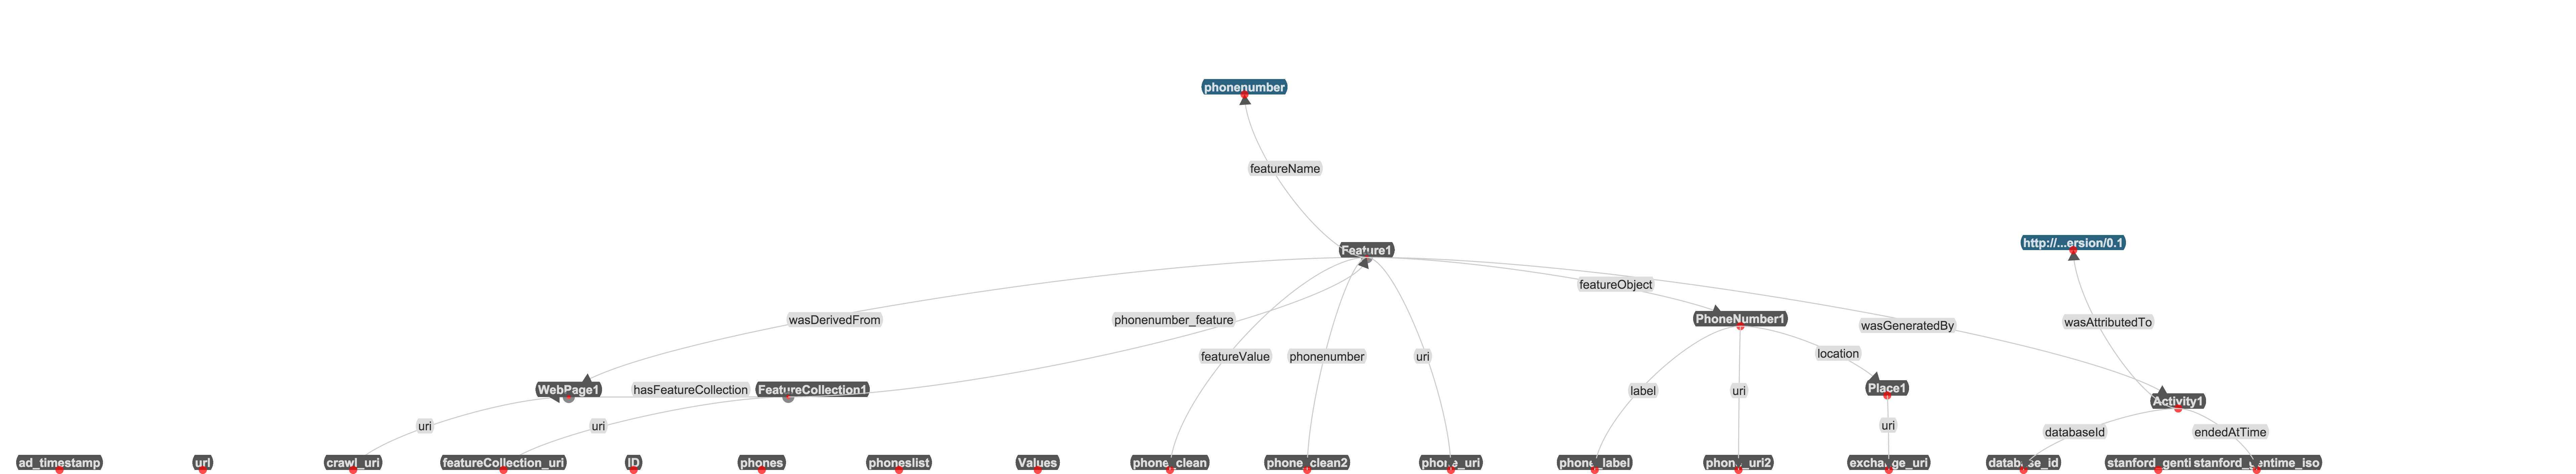 phonenumber
featureName
Feature1
http://...ersion/0.1
featureObject
wasDerivedFrom
phonenumber_feature
PhoneNumber1
wasGeneratedBy
wasAttributedTo
featureValue
phonenumber
uri
location
WebPage1
hasFeatureCollection
FeatureCollection1
label
uri
Place1
Activity1
uri
uri
uri
databaseId
endedAtTime
ad_timestamp
url
crawl_uri
featureCollection_uri
ID
phones
phoneslist
Values
phone_clean
phone_clean2
phone_uri
phone_label
phone_uri2
exchange_uri
database_id